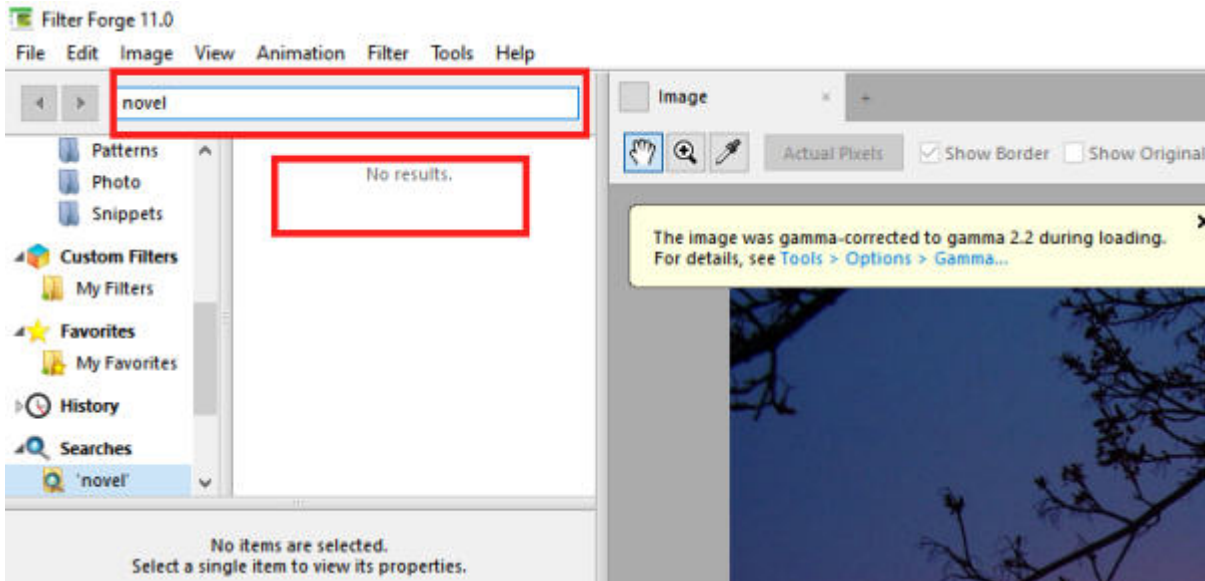 Filter Forge 11.0
File Edit Image View Animation Filter Tools Help
novel
Image
Actual Pixels Show Border Show Original
Patterns
Photo
Snippets
Custom Filters
My Filters
Favorites
My Favorites
History
Searches
'novel'
No results.
The image was gamma-corrected to gamma 2.2 during loading.
For details, see Tools > Options > Gamma...
No items are selected.
Select a single item to view its properties.